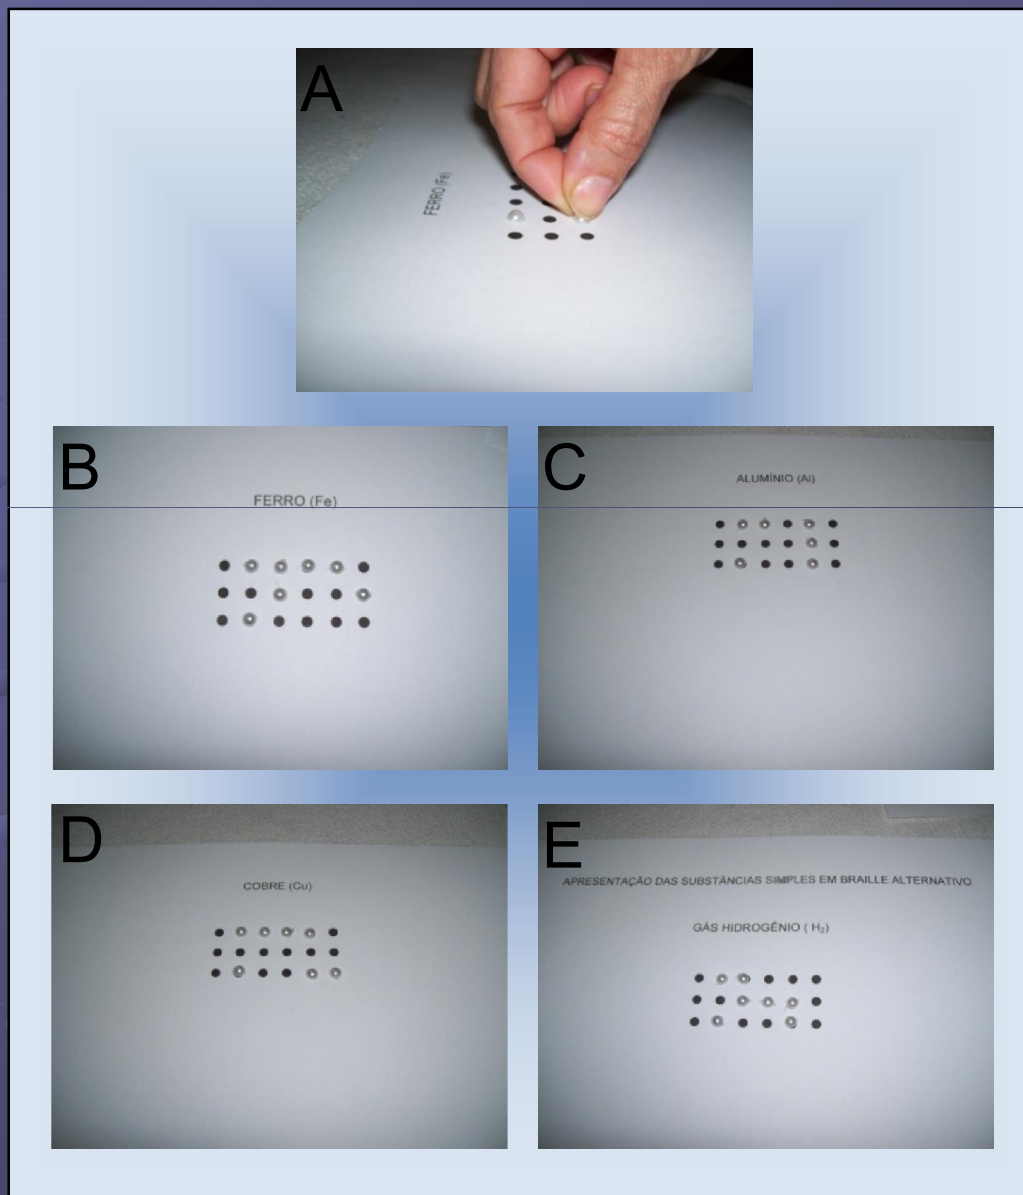 A
FERRO (Fe)
B
FERRO (Fe)
C
ALUMÍNIO (Al)
D
COBRE (Cu)
E
APRESENTAÇÃO DAS SUBSTÂNCIAS SIMPLES EM BRAILLE ALTERNATIVO
GÁS HIDROGÊNIO ( H₂)